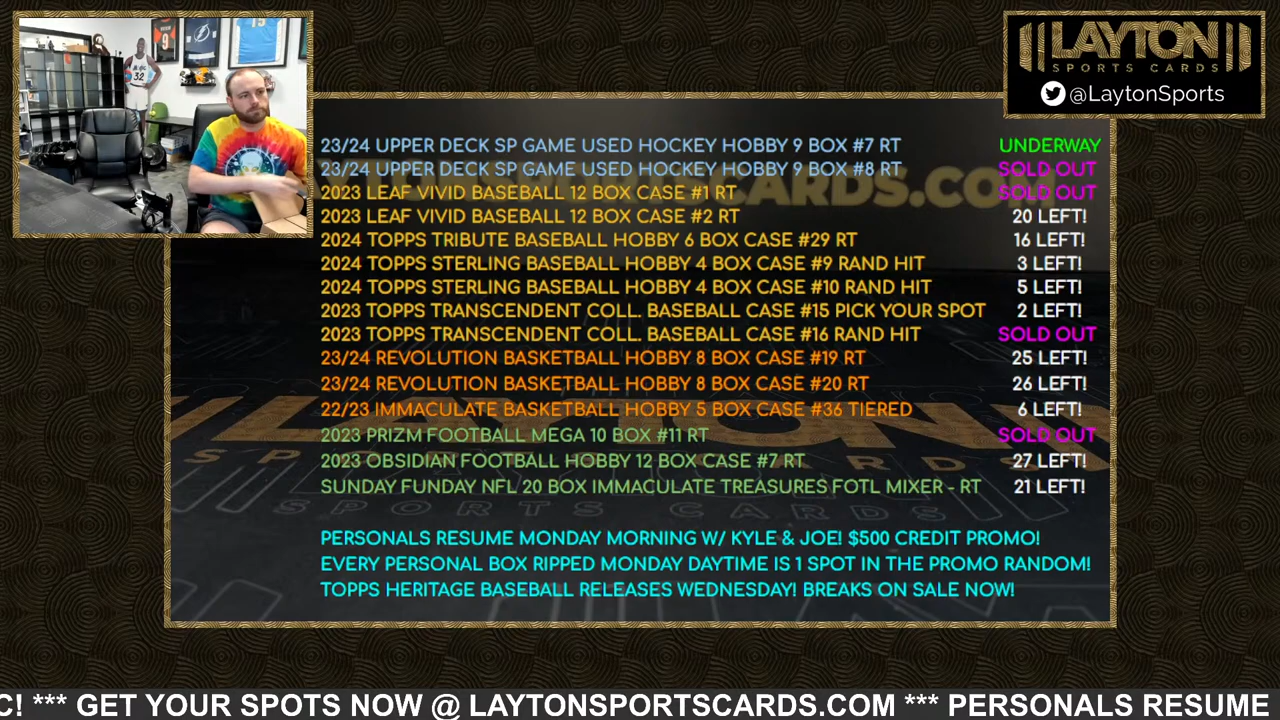 LAYTON
SPORTS CARDS
@LaytonSports
23/24 UPPER DECK SP GAME USED HOCKEY HOBBY 9 BOX #7 RT UNDERWAY
23/24 UPPER DECK SP GAME USED HOCKEY HOBBY 9 BOX #8 RT SOLD OUT
2023 LEAF VIVID BASEBALL 12 BOX CASE #1 RT SOLD OUT
2023 LEAF VIVID BASEBALL 12 BOX CASE #2 RT 20 LEFT!
2024 TOPPS TRIBUTE BASEBALL HOBBY 6 BOX CASE #29 RT 16 LEFT!
2024 TOPPS STERLING BASEBALL HOBBY 4 BOX CASE #9 RAND HIT 3 LEFT!
2024 TOPPS STERLING BASEBALL HOBBY 4 BOX CASE #10 RAND HIT 5 LEFT!
2023 TOPPS TRANSCENDENT COLL. BASEBALL CASE #15 PICK YOUR SPOT 2 LEFT!
2023 TOPPS TRANSCENDENT COLL. BASEBALL CASE #16 RAND HIT SOLD OUT
23/24 REVOLUTION BASKETBALL HOBBY 8 BOX CASE #19 RT 25 LEFT!
23/24 REVOLUTION BASKETBALL HOBBY 8 BOX CASE #20 RT 26 LEFT!
22/23 IMMACULATE BASKETBALL HOBBY 5 BOX CASE #36 TIERED 6 LEFT!
2023 PRIZM FOOTBALL MEGA 10 BOX #11 RT SOLD OUT
2023 OBSIDIAN FOOTBALL HOBBY 12 BOX CASE #7 RT 27 LEFT!
SUNDAY FUNDAY NFL 20 BOX IMMACULATE TREASURES FOTL MIXER - RT 21 LEFT!
PERSONALS RESUME MONDAY MORNING W/ KYLE & JOE! $500 CREDIT PROMO!
EVERY PERSONAL BOX RIPPED MONDAY DAYTIME IS 1 SPOT IN THE PROMO RANDOM!
TOPPS HERITAGE BASEBALL RELEASES WEDNESDAY! BREAKS ON SALE NOW!
C! *** GET YOUR SPOTS NOW @ LAYTONSPORTSCARDS.COM *** PERSONALS RESUME